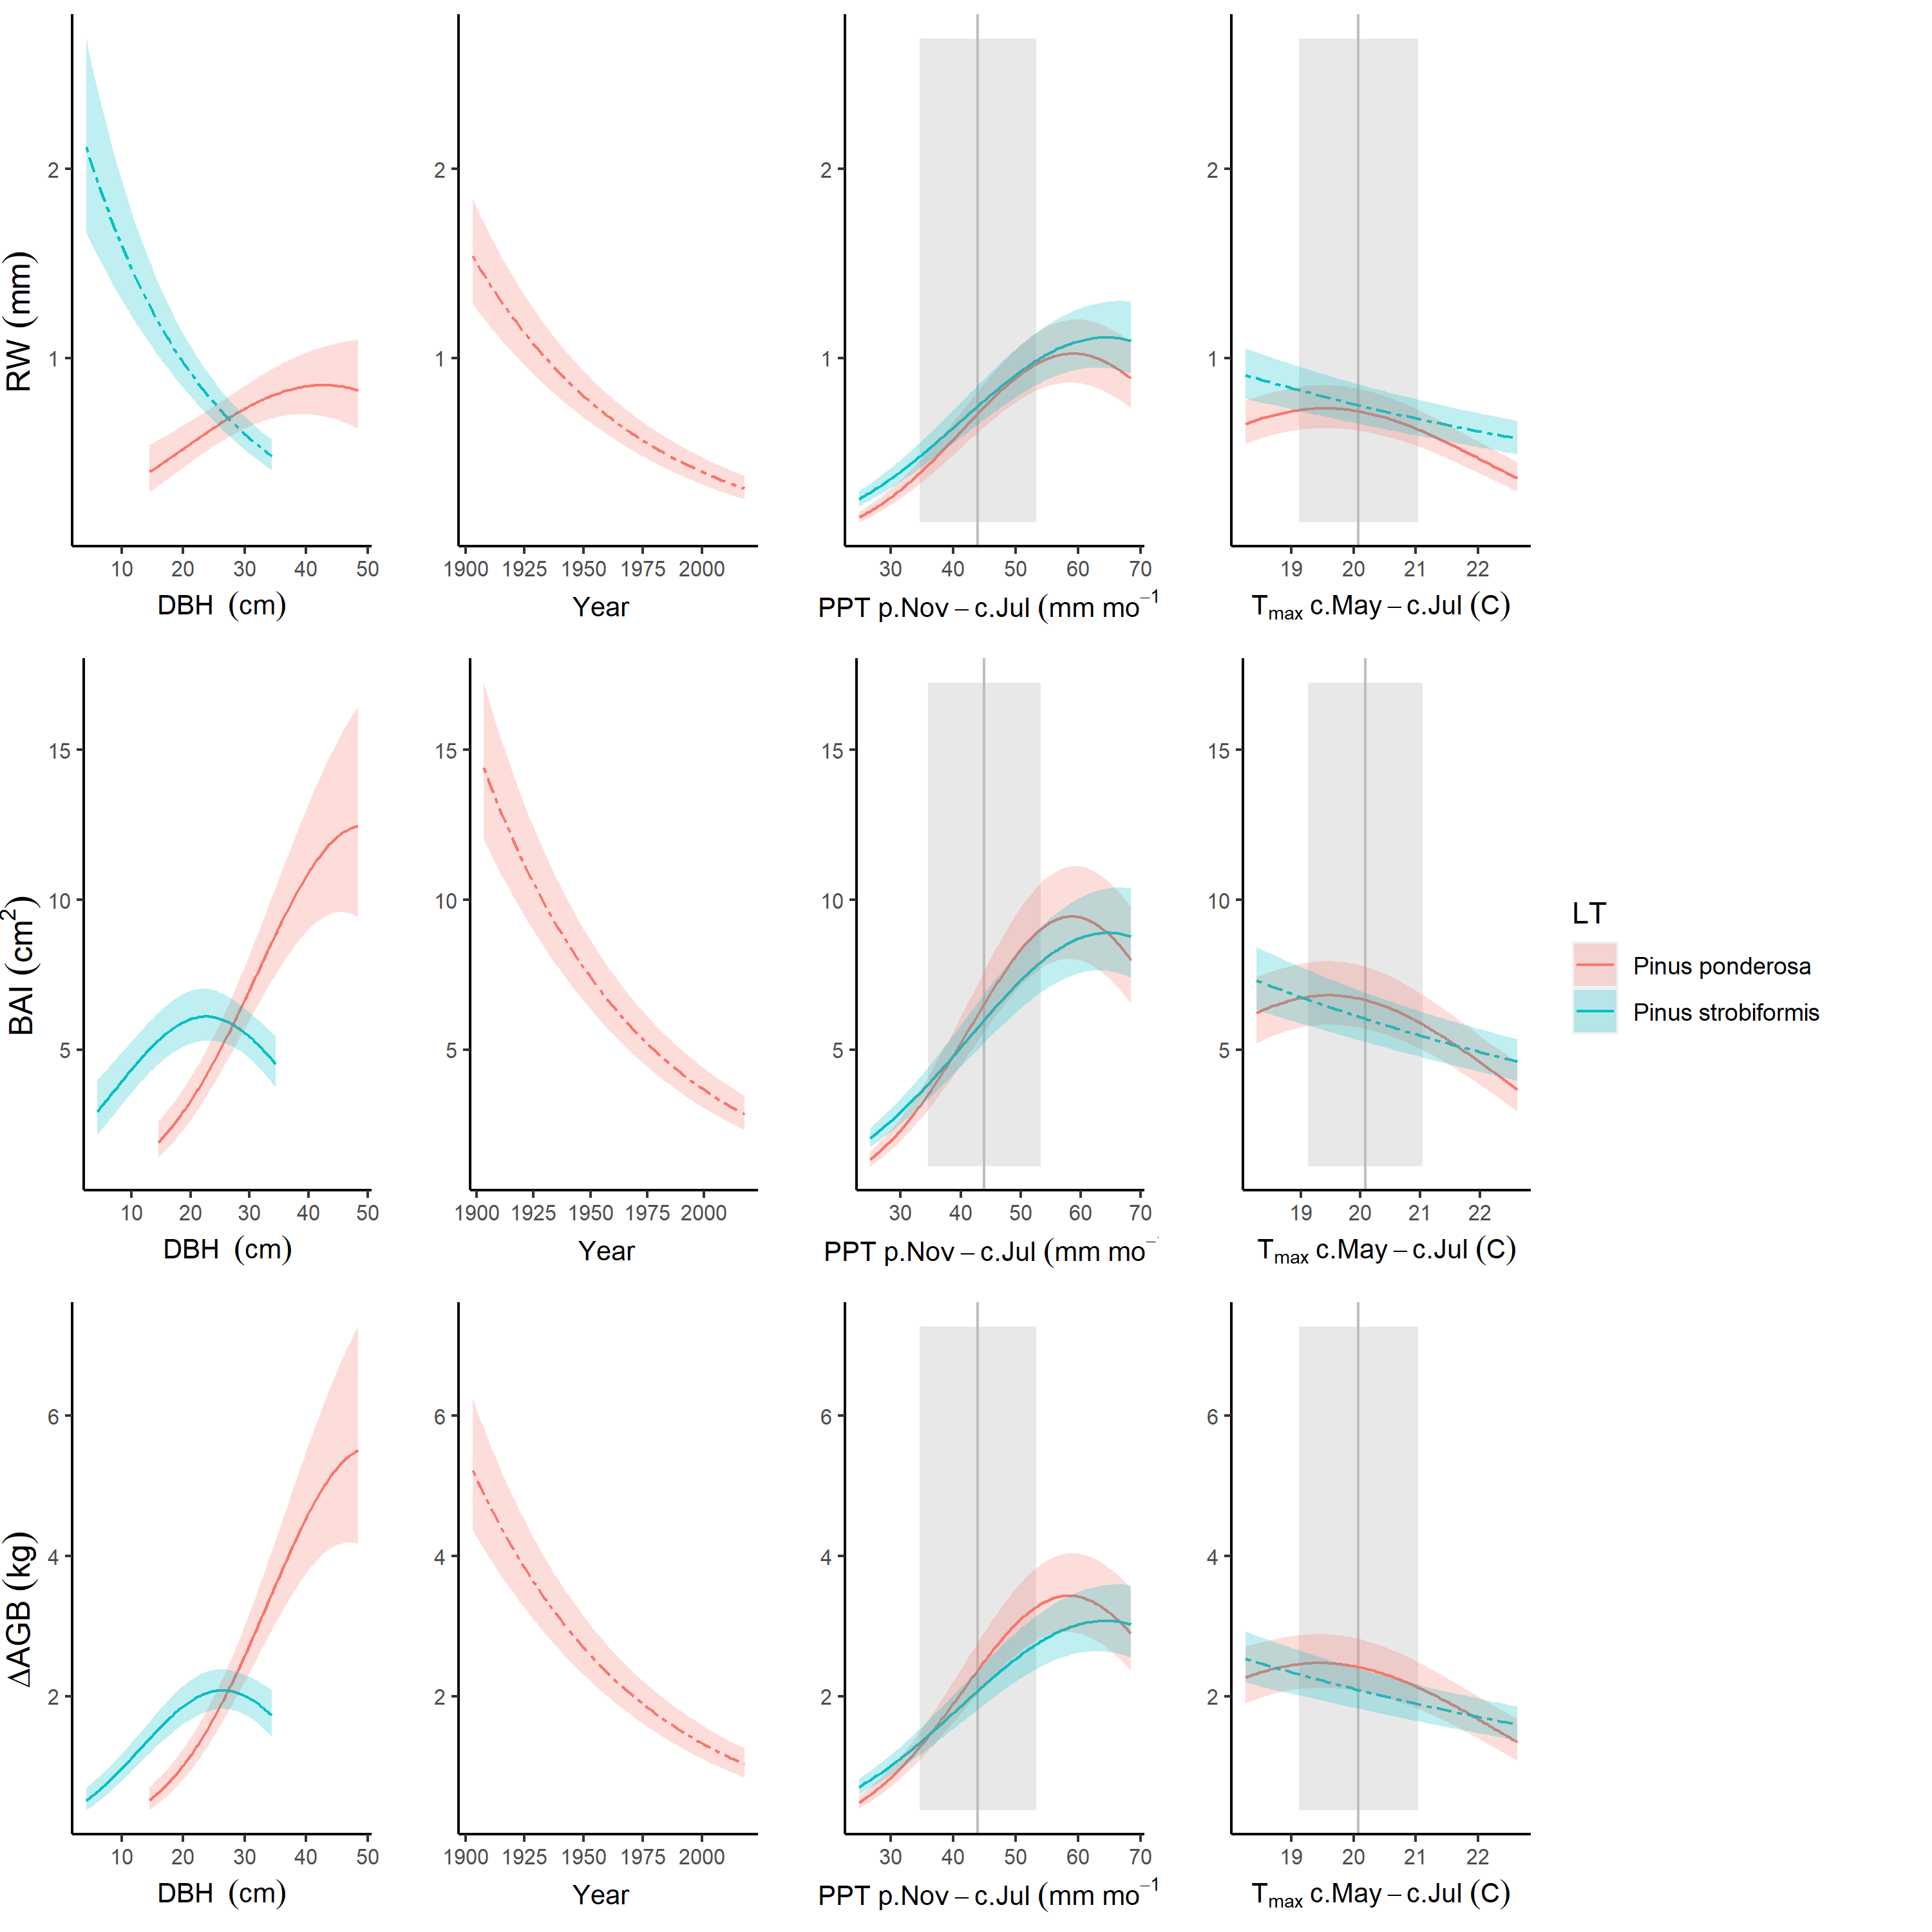 RW (mm)
2
1
10 20 30 40 50
DBH (cm)
2
1
1900 1925 1950 1975 2000
Year
2
1
30 40 50 60 70
PPT p.Nov – c.Jul (mm mo⁻¹
2
1
19 20 21 22
Tmax c.May – c.Jul (C)
BAI (cm²)
15
10
5
10 20 30 40 50
DBH (cm)
15
10
5
1900 1925 1950 1975 2000
Year
15
10
5
30 40 50 60 70
PPT p.Nov – c.Jul (mm mo⁻
15
10
5
19 20 21 22
Tmax c.May – c.Jul (C)
LT
Pinus ponderosa
Pinus strobiformis
ΔAGB (kg)
6
4
2
10 20 30 40 50
DBH (cm)
6
4
2
1900 1925 1950 1975 2000
Year
6
4
2
30 40 50 60 70
PPT p.Nov – c.Jul (mm mo⁻¹
6
4
2
19 20 21 22
Tmax c.May – c.Jul (C)